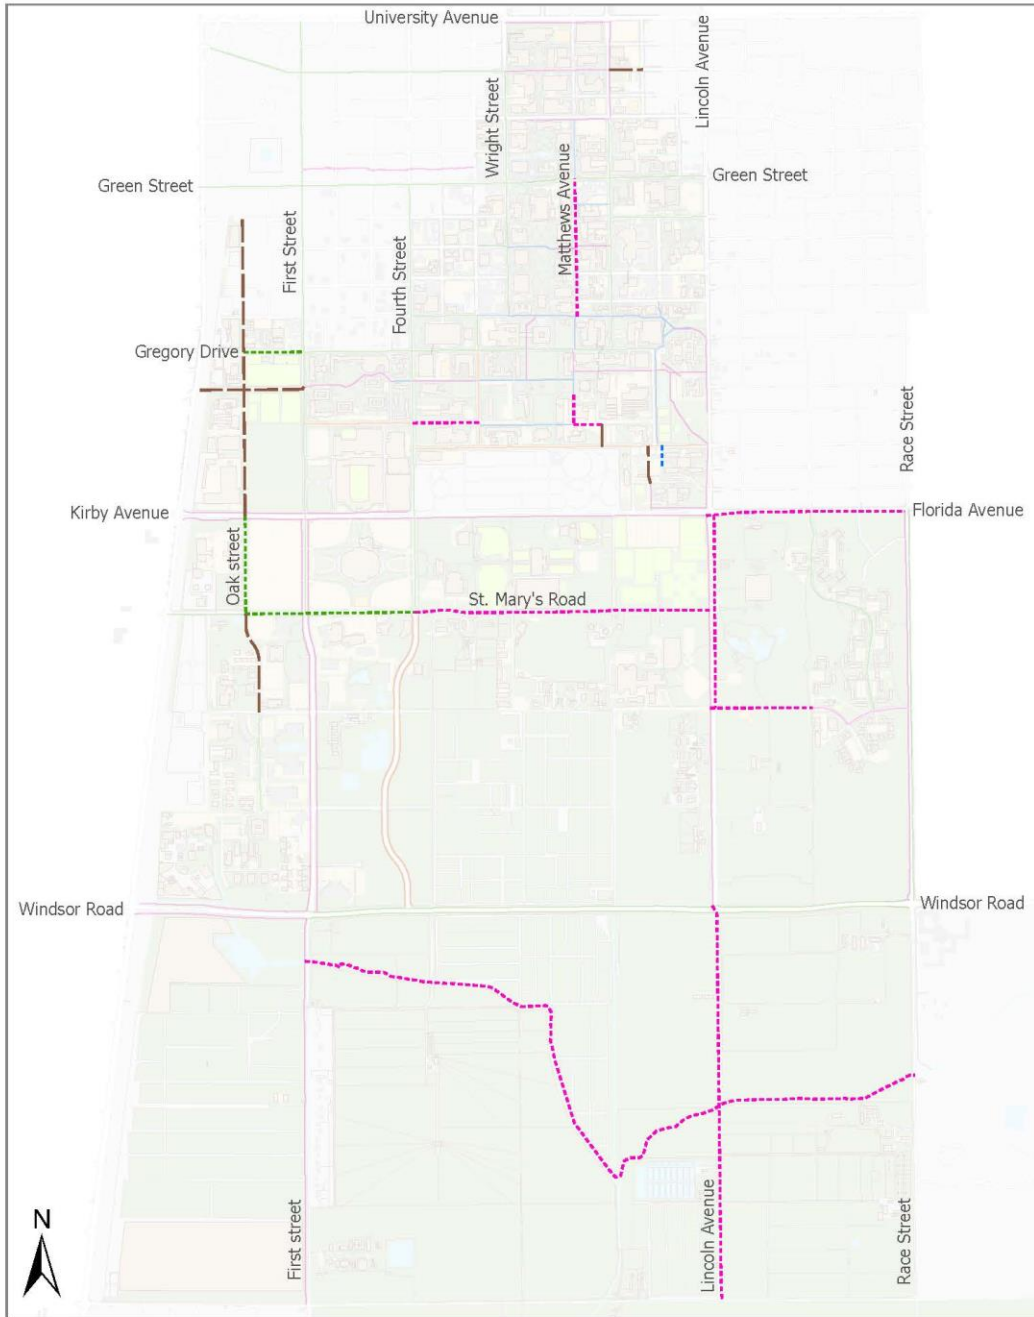 University Avenue
Lincoln Avenue
Wright Street
Green Street
Green Street
Matthews Avenue
First Street
Fourth Street
Gregory Drive
Race Street
Kirby Avenue
Florida Avenue
Oak street
St. Mary's Road
Windsor Road
Windsor Road
N
First street
Lincoln Avenue
Race Street